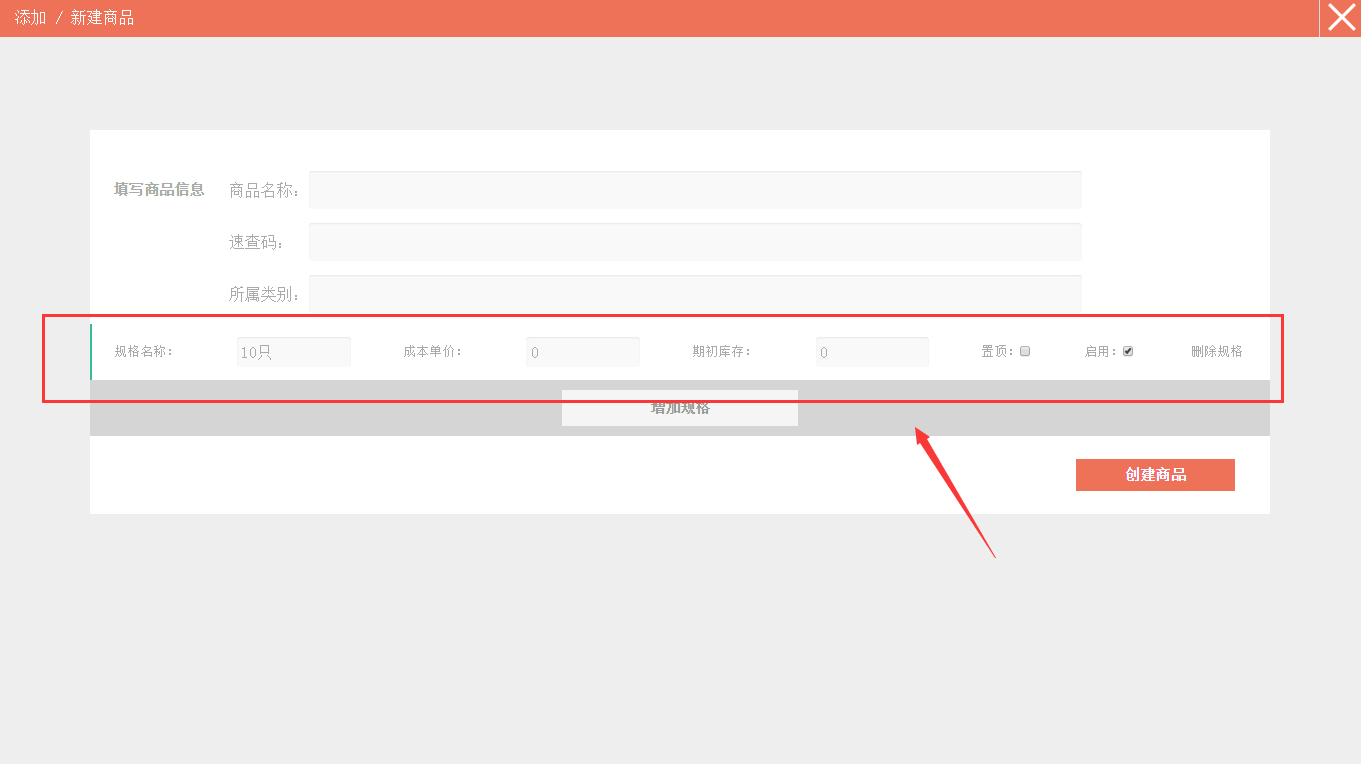 添加 / 新建商品
填写商品信息 商品名称：
速查码：
所属类别：
规格名称： 10只 成本单价： 0 期初库存： 0 置顶： 启用： 删除规格
增加规格
创建商品